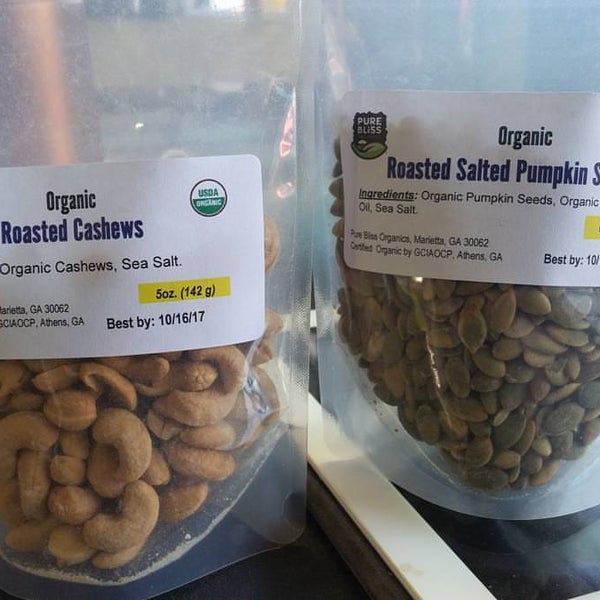 Organic
Roasted Cashews
USDA
ORGANIC
Organic Cashews, Sea Salt.
5oz. (142 g)
Marietta, GA 30062
GCIAOCP, Athens, GA
Best by: 10/16/17
PURE
BLiSS
Organic
Roasted Salted Pumpkin S
Ingredients: Organic Pumpkin Seeds, Organic
Oil, Sea Salt.
Pure Bliss Organics, Marietta, GA 30062
Certified Organic by GCIAOCP, Athens, GA
Best by: 10/